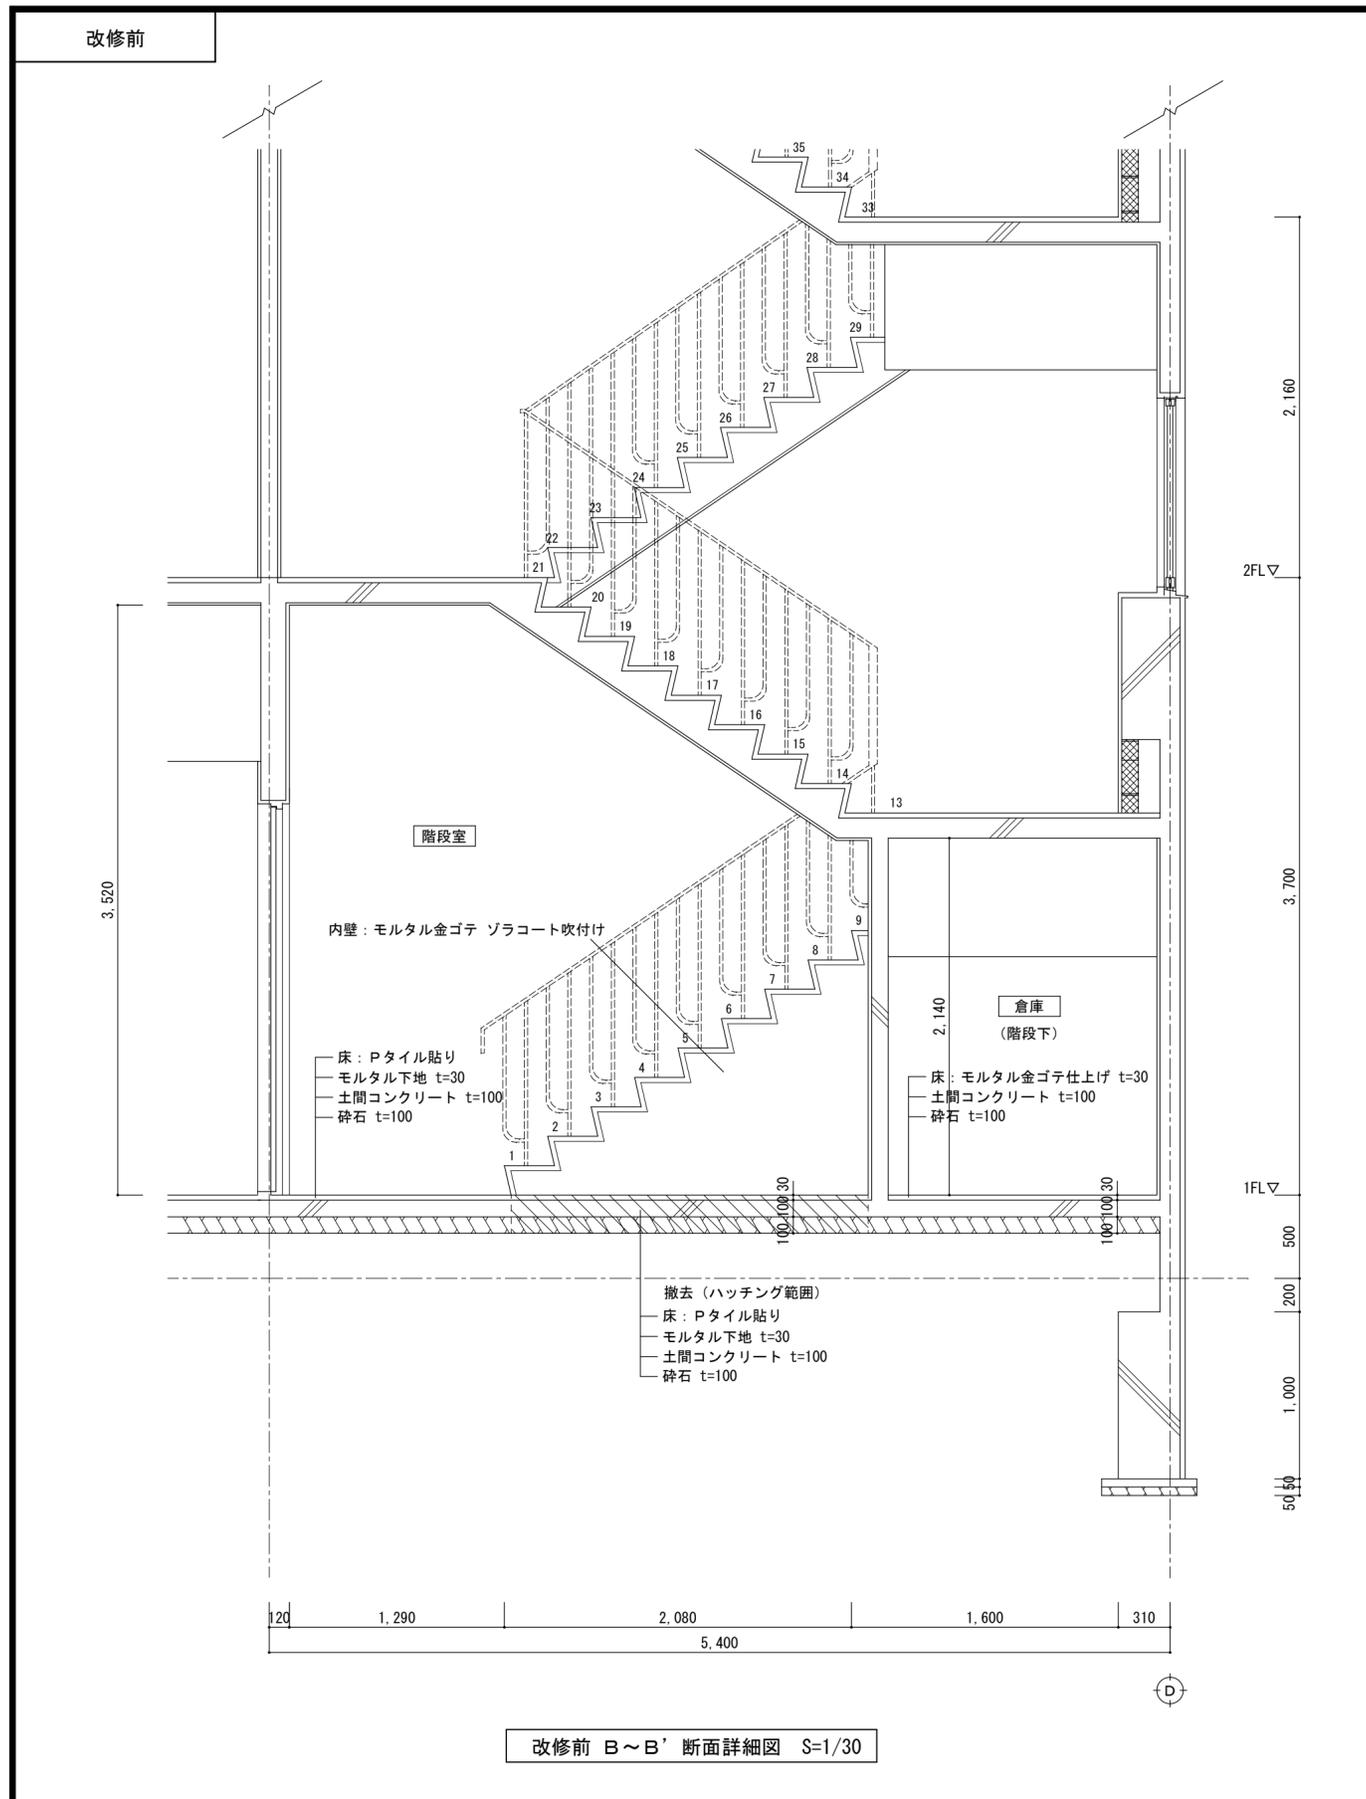 改修前
35
34
33
29
28
27
26
25
24
23
22
21
20
19
18
17
16
15
14
13
2,160
2FL▽
3,700
3,520
階段室
内壁：モルタル金ゴテ ゾラコート吹付け
9
8
7
6
5
4
3
2
1
2,140
倉庫
（階段下）
床：Ｐタイル貼り
モルタル下地 t=30
土間コンクリート t=100
砕石 t=100
床：モルタル金ゴテ仕上げ t=30
土間コンクリート t=100
砕石 t=100
1FL▽
30
100
100
30
100
100
500
200
1,000
50
50
撤去（ハッチング範囲）
床：Ｐタイル貼り
モルタル下地 t=30
土間コンクリート t=100
砕石 t=100
120
1,290
2,080
1,600
310
5,400
D
改修前 Ｂ～Ｂ’ 断面詳細図 S=1/30